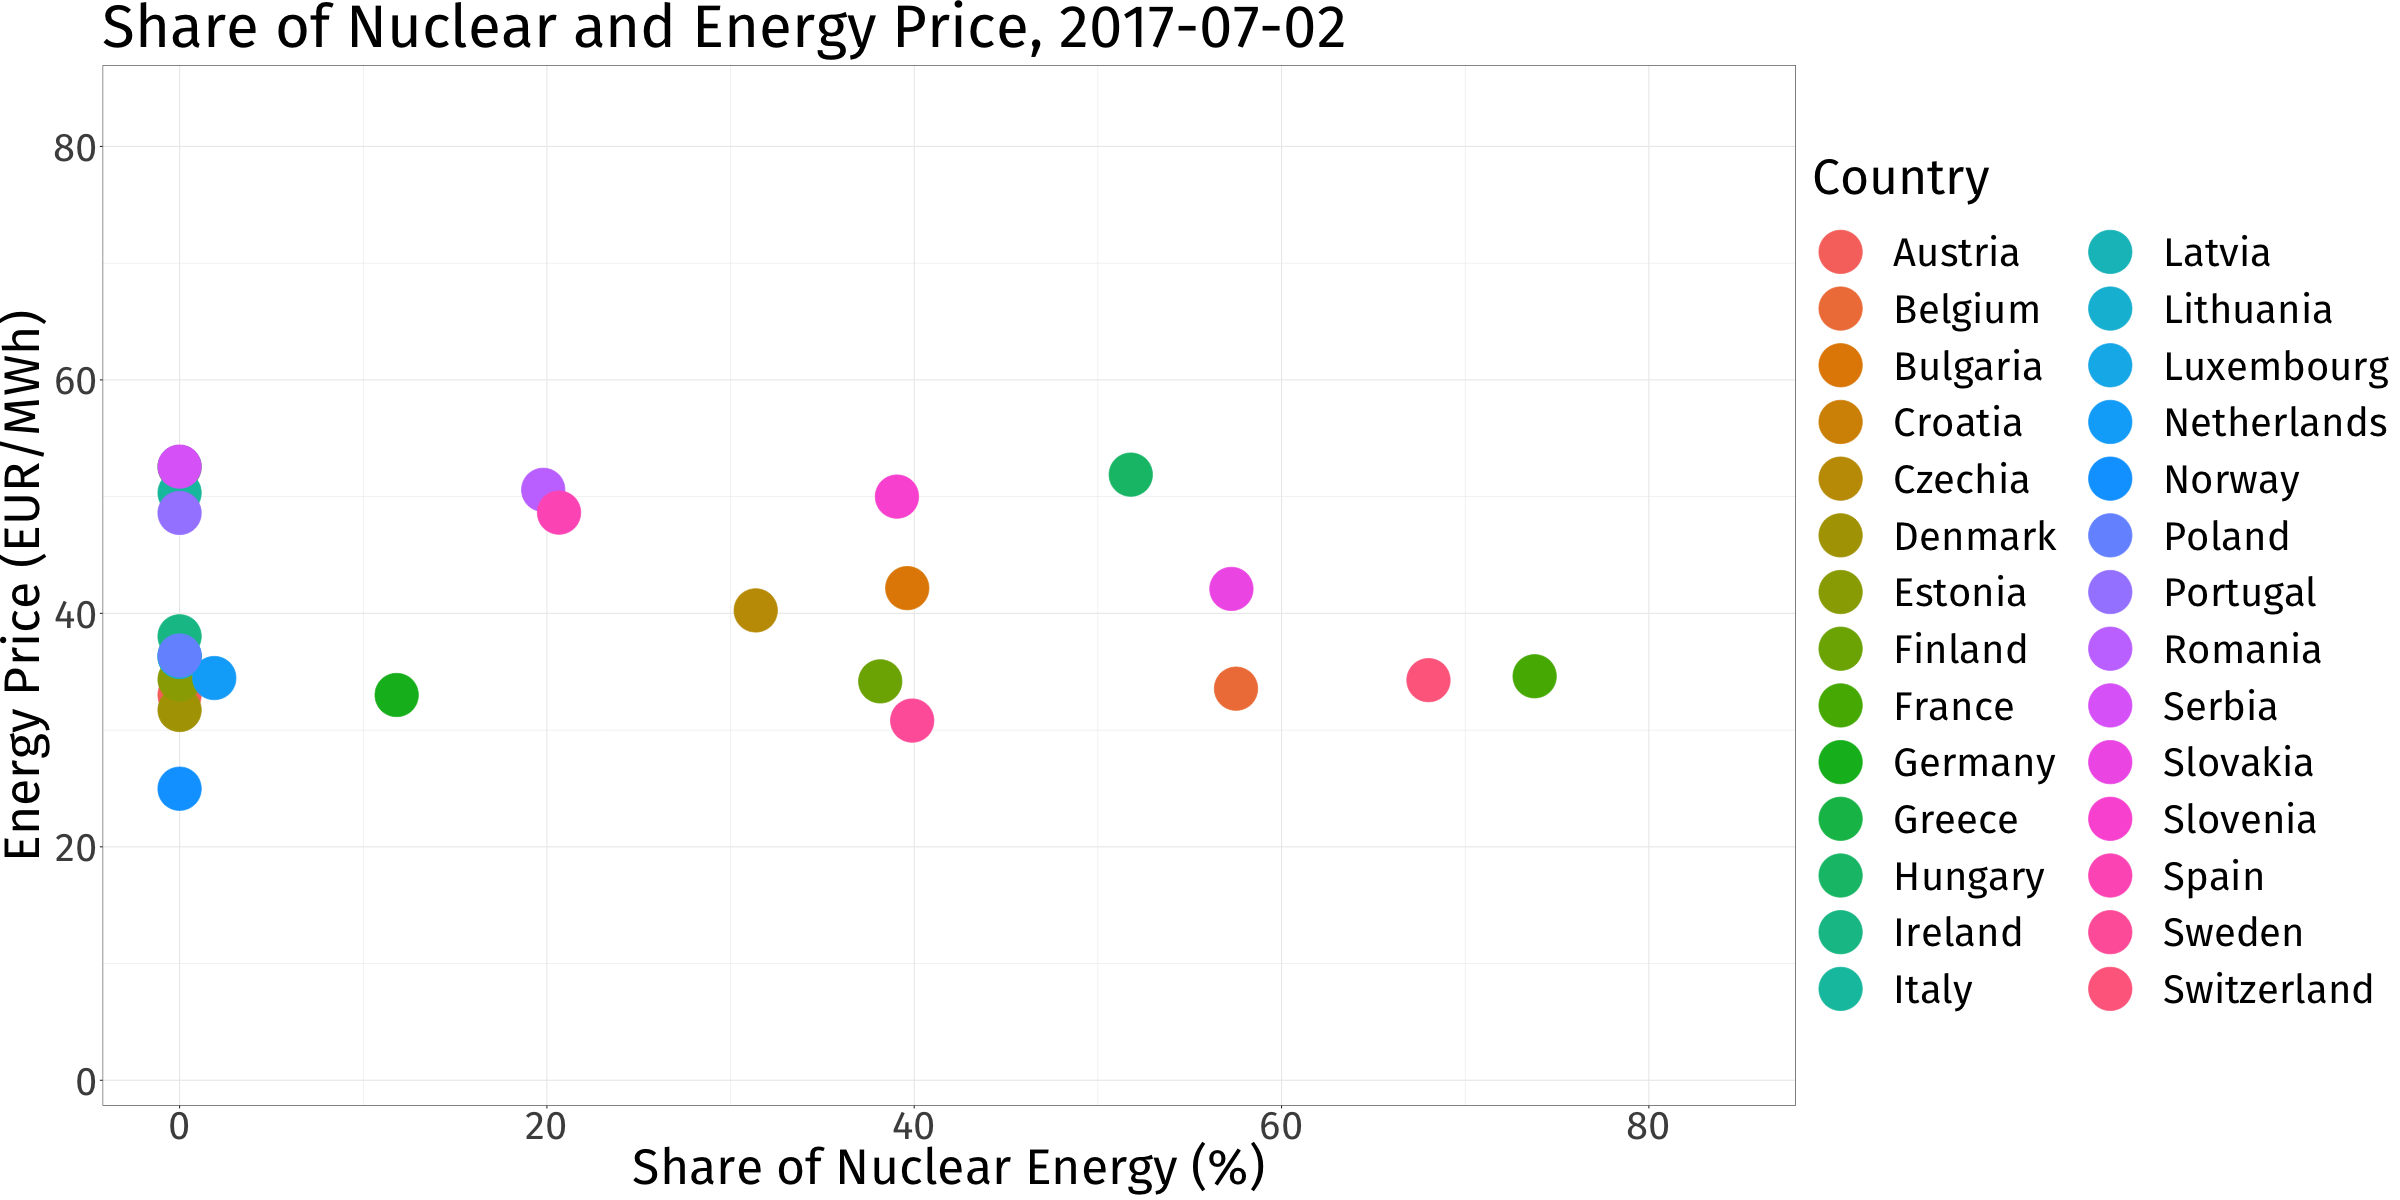 Share of Nuclear and Energy Price, 2017-07-02
Energy Price (EUR/MWh)
80
60
40
20
0
0 20 40 60 80
Share of Nuclear Energy (%)
Country
Austria
Belgium
Bulgaria
Croatia
Czechia
Denmark
Estonia
Finland
France
Germany
Greece
Hungary
Ireland
Italy
Latvia
Lithuania
Luxembourg
Netherlands
Norway
Poland
Portugal
Romania
Serbia
Slovakia
Slovenia
Spain
Sweden
Switzerland